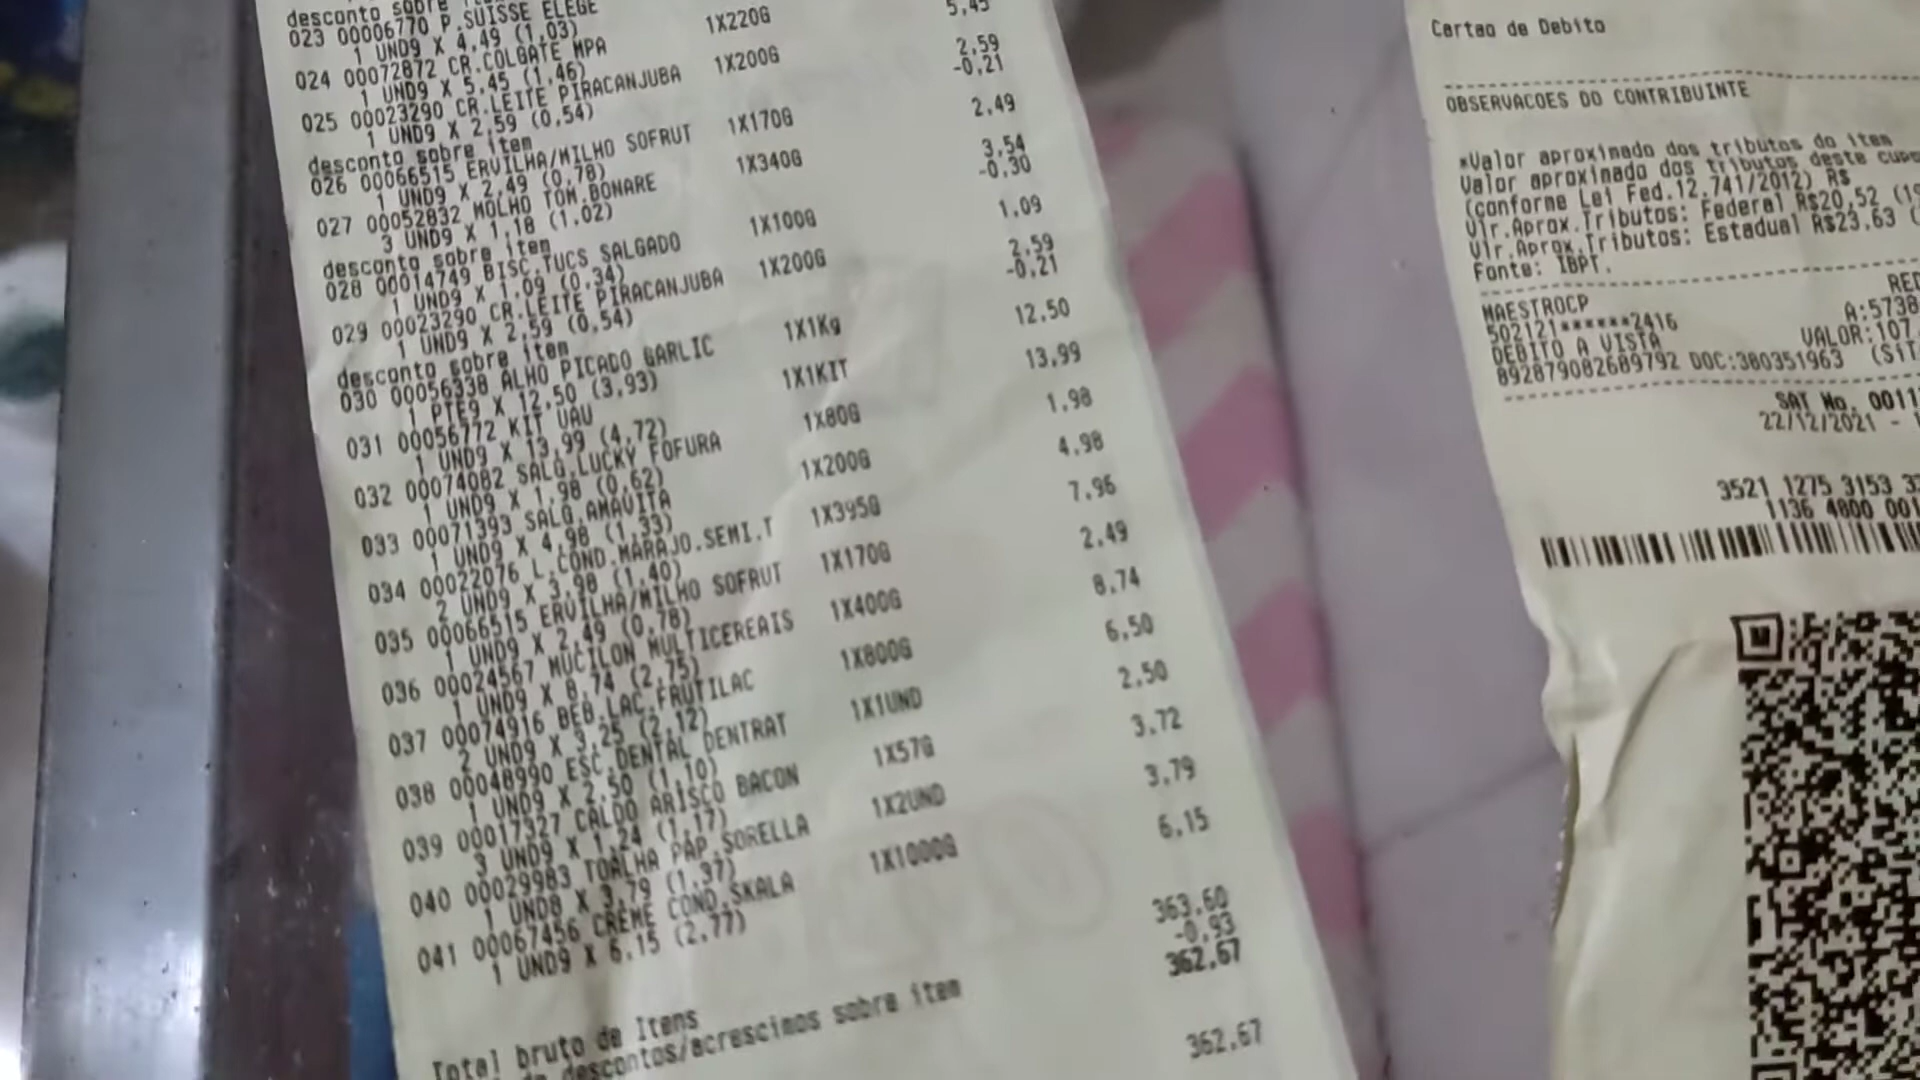 desconto sobre item
023 00006770 P.SUISSE ELEGE
1 UND9 X 4,49 (1,03)
024 00072872 CR.COLGATE MPA 1X220G 5,45
1 UND9 X 5,45 (1,46)
025 00023290 CR.LEITE PIRACANJUBA 1X200G 2,59
1 UND9 X 2,59 (0,54)
desconto sobre item -0,21
026 00066515 ERVILHA/MILHO SOFRUT 1X170G 2,49
1 UND9 X 2,49 (0,78)
027 00052832 MOLHO TOM.BONARE 1X340G 3,54
3 UND9 X 1,18 (1,02)
desconto sobre item -0,30
028 00014749 BISC.TUCS SALGADO 1X100G 1,09
1 UND9 X 1,09 (0,34)
029 00023290 CR.LEITE PIRACANJUBA 1X200G 2,59
1 UND9 X 2,59 (0,54)
desconto sobre item -0,21
030 00056338 ALHO PICADO GARLIC 1X1Kg 12,50
1 PTE9 X 12,50 (3,93)
031 00056772 KIT UAU 1X1KIT 13,99
1 UND9 X 13,99 (4,72)
032 00074082 SALG.LUCKY FOFURA 1X80G 1,98
1 UND9 X 1,98 (0,62)
033 00071393 SALG.AMAVITA 1X200G 4,98
1 UND9 X 4,98 (1,33)
034 00022076 L.COND.MARAJO.SEMI.T 1X395G 7,96
2 UND9 X 3,98 (1,40)
035 00066515 ERVILHA/MILHO SOFRUT 1X170G 2,49
1 UND9 X 2,49 (0,78)
036 00024567 MUCILON MULTICEREAIS 1X400G 8,74
1 UND9 X 8,74 (2,75)
037 00074916 BEB.LAC.FRUTILAC 1X800G 6,50
2 UND9 X 3,25 (2,12)
038 00048990 ESC.DENTAL DENTRAT 1X1UND 2,50
1 UND9 X 2,50 (1,10)
039 00017327 CALDO ARISCO BACON 1X57G 3,72
3 UND9 X 1,24 (1,17)
040 00029983 TOALHA PAP.SORELLA 1X2UND 3,79
1 UND8 X 3,79 (1,37)
041 00067456 CREME COND.SKALA 1X1000G 6,15
1 UND9 X 6,15 (2,77)
Total bruto de Itens 363,60
de descontos/acrescimos sobre item -0,93
362,67
362,67
Cartao de Debito
OBSERVACOES DO CONTRIBUINTE
*Valor aproximado dos tributos do item
Valor aproximado dos tributos deste cupo
(conforme Lei Fed.12.741/2012) R$
Vlr.Aprox.Tributos: Federal R$20,52 (19
Vlr.Aprox.Tributos: Estadual R$23,63 (
Fonte: IBPT.
MAESTROCP RED
502121******2416 A:5738
DEBITO A VISTA VALOR:107,
892879082689792 DOC:380351963 (SiT
SAT No. 0011
22/12/2021 -
3521 1275 3153 33
1136 4800 001